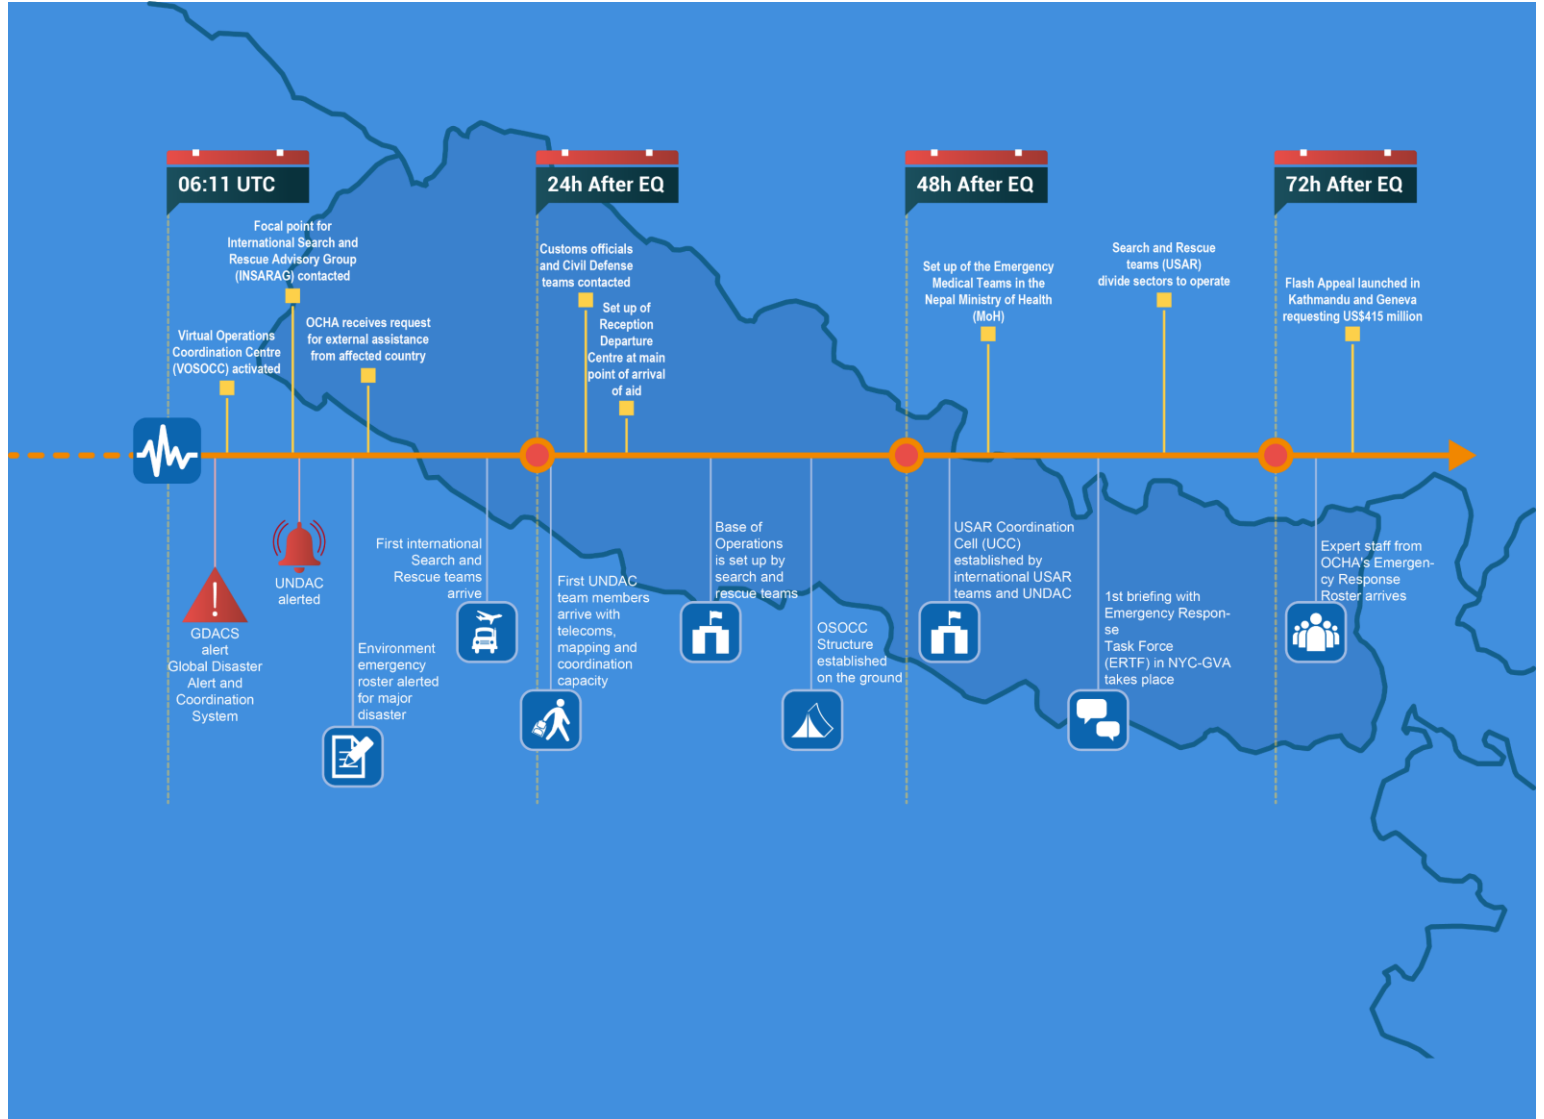 06:11 UTC
24h After EQ
48h After EQ
72h After EQ
Focal point for
International Search and
Rescue Advisory Group
(INSARAG) contacted
Virtual Operations
Coordination Centre
(VOSOCC) activated
OCHA receives request
for external assistance
from affected country
Customs officials
and Civil Defense
teams contacted
Set up of
Reception
Departure
Centre at main
point of arrival
of aid
Set up of the Emergency
Medical Teams in the
Nepal Ministry of Health
(MoH)
Search and Rescue
teams (USAR)
divide sectors to operate
Flash Appeal launched in
Kathmandu and Geneva
requesting US$415 million
GDACS
alert
Global Disaster
Alert and
Coordination
System
UNDAC
alerted
Environment
emergency
roster alerted
for major
disaster
First international
Search and
Rescue teams
arrive
First UNDAC
team members
arrive with
telecoms,
mapping and
coordination
capacity
Base of
Operations
is set up by
search and
rescue teams
OSOCC
Structure
established
on the ground
USAR Coordination
Cell (UCC)
established by
international USAR
teams and UNDAC
1st briefing with
Emergency Respon-
se
Task Force
(ERTF) in NYC-GVA
takes place
Expert staff from
OCHA's Emergen-
cy Response
Roster arrives